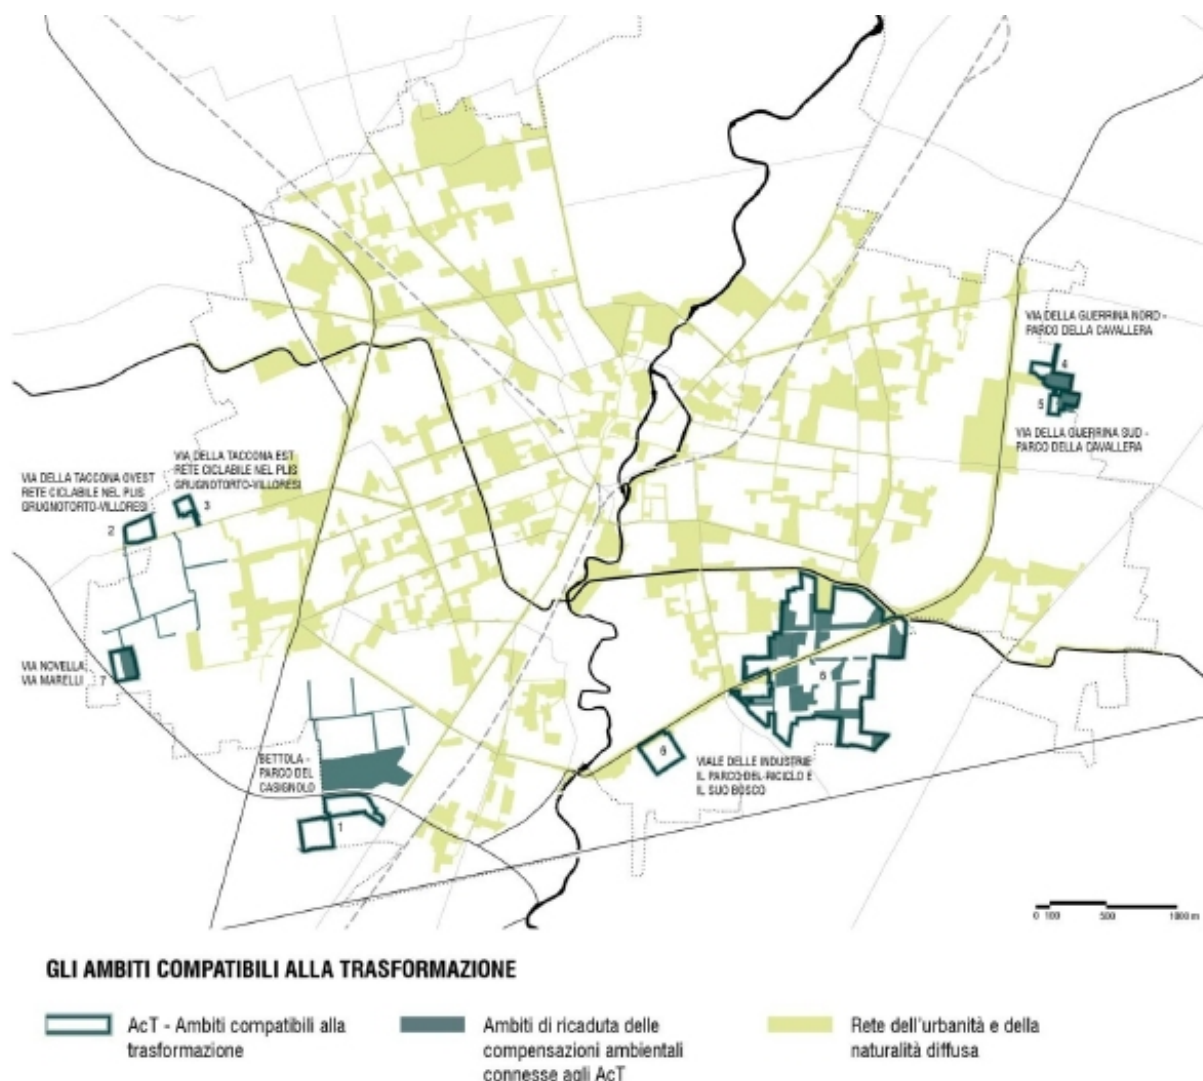 VIA DELLA GUERRINA NORD -
PARCO DELLA CAVALLERA
4
5
VIA DELLA GUERRINA SUD -
PARCO DELLA CAVALLERA
VIA DELLA TACCONA EST
RETE CICLABILE NEL PLIS
GRUGNOTORTO-VILLORESI
3
VIA DELLA TACCONA OVEST
RETE CICLABILE NEL PLIS
GRUGNOTORTO-VILLORESI
2
VIA NOVELLA
VIA MARELLI
7
BETTOLA -
PARCO DEL
CASIGNOLO
1
6
VIALE DELLE INDUSTRIE
IL PARCO-DEL-RICICLO E
IL SUO BOSCO
0 100 500 1000 m
GLI AMBITI COMPATIBILI ALLA TRASFORMAZIONE
AcT - Ambiti compatibili alla
trasformazione
Ambiti di ricaduta delle
compensazioni ambientali
connesse agli AcT
Rete dell'urbanità e della
naturalità diffusa